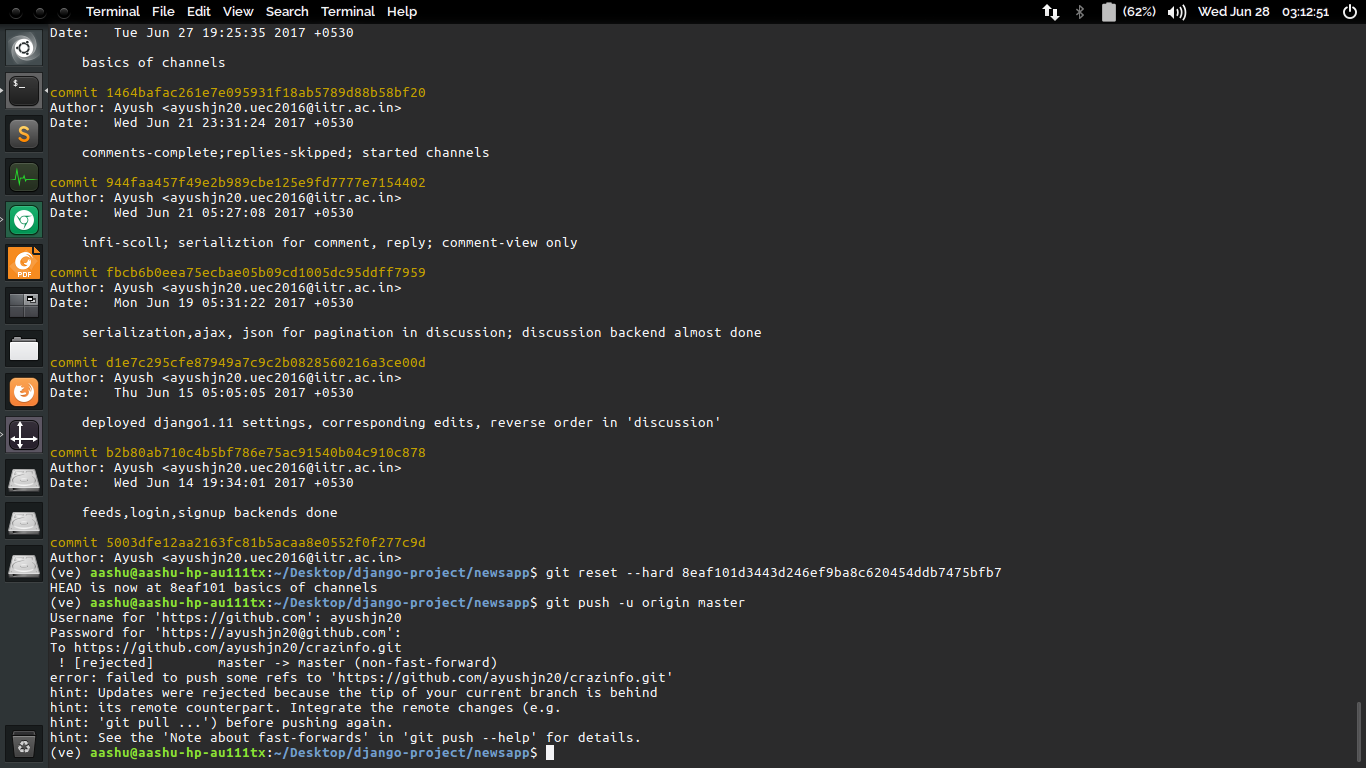 Terminal File Edit View Search Terminal Help (62%) Wed Jun 28 03:12:51
Date:   Tue Jun 27 19:25:35 2017 +0530
    basics of channels
commit 1464bafac261e7e095931f18ab5789d88b58bf20
Author: Ayush <ayushjn20.uec2016@iitr.ac.in>
Date:   Wed Jun 21 23:31:24 2017 +0530
    comments-complete;replies-skipped; started channels
commit 944faa457f49e2b989cbe125e9fd7777e7154402
Author: Ayush <ayushjn20.uec2016@iitr.ac.in>
Date:   Wed Jun 21 05:27:08 2017 +0530
    infi-scoll; serializtion for comment, reply; comment-view only
commit fbcb6b0eea75ecbae05b09cd1005dc95ddff7959
Author: Ayush <ayushjn20.uec2016@iitr.ac.in>
Date:   Mon Jun 19 05:31:22 2017 +0530
    serialization,ajax, json for pagination in discussion; discussion backend almost done
commit d1e7c295cfe87949a7c9c2b0828560216a3ce00d
Author: Ayush <ayushjn20.uec2016@iitr.ac.in>
Date:   Thu Jun 15 05:05:05 2017 +0530
    deployed django1.11 settings, corresponding edits, reverse order in 'discussion'
commit b2b80ab710c4b5bf786e75ac91540b04c910c878
Author: Ayush <ayushjn20.uec2016@iitr.ac.in>
Date:   Wed Jun 14 19:34:01 2017 +0530
    feeds,login,signup backends done
commit 5003dfe12aa2163fc81b5acaa8e0552f0f277c9d
Author: Ayush <ayushjn20.uec2016@iitr.ac.in>
(ve) aashu@aashu-hp-au111tx:~/Desktop/django-project/newsapp$ git reset --hard 8eaf101d3443d246ef9ba8c620454ddb7475bfb7
HEAD is now at 8eaf101 basics of channels
(ve) aashu@aashu-hp-au111tx:~/Desktop/django-project/newsapp$ git push -u origin master
Username for 'https://github.com': ayushjn20
Password for 'https://ayushjn20@github.com':
To https://github.com/ayushjn20/crazinfo.git
 ! [rejected]        master -> master (non-fast-forward)
error: failed to push some refs to 'https://github.com/ayushjn20/crazinfo.git'
hint: Updates were rejected because the tip of your current branch is behind
hint: its remote counterpart. Integrate the remote changes (e.g.
hint: 'git pull ...') before pushing again.
hint: See the 'Note about fast-forwards' in 'git push --help' for details.
(ve) aashu@aashu-hp-au111tx:~/Desktop/django-project/newsapp$
S
PDF